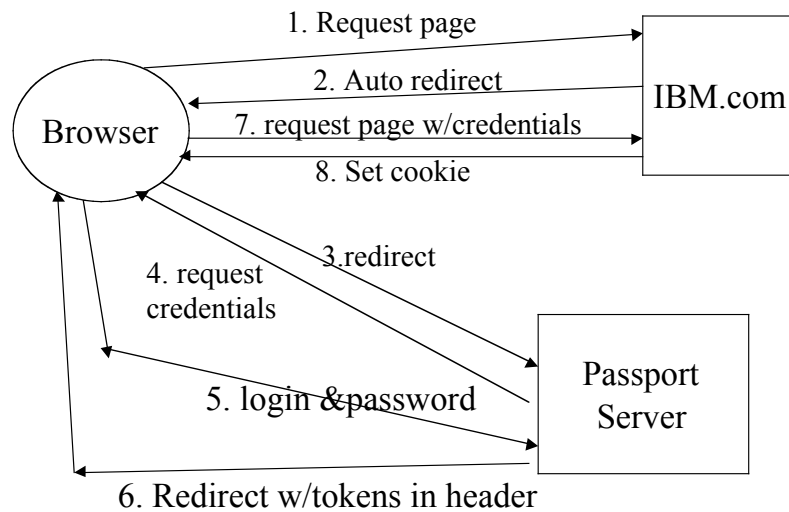 1. Request page
2. Auto redirect
IBM.com
Browser
7. request page w/credentials
8. Set cookie
3.redirect
4. request
credentials
Passport
Server
5. login &password
6. Redirect w/tokens in header